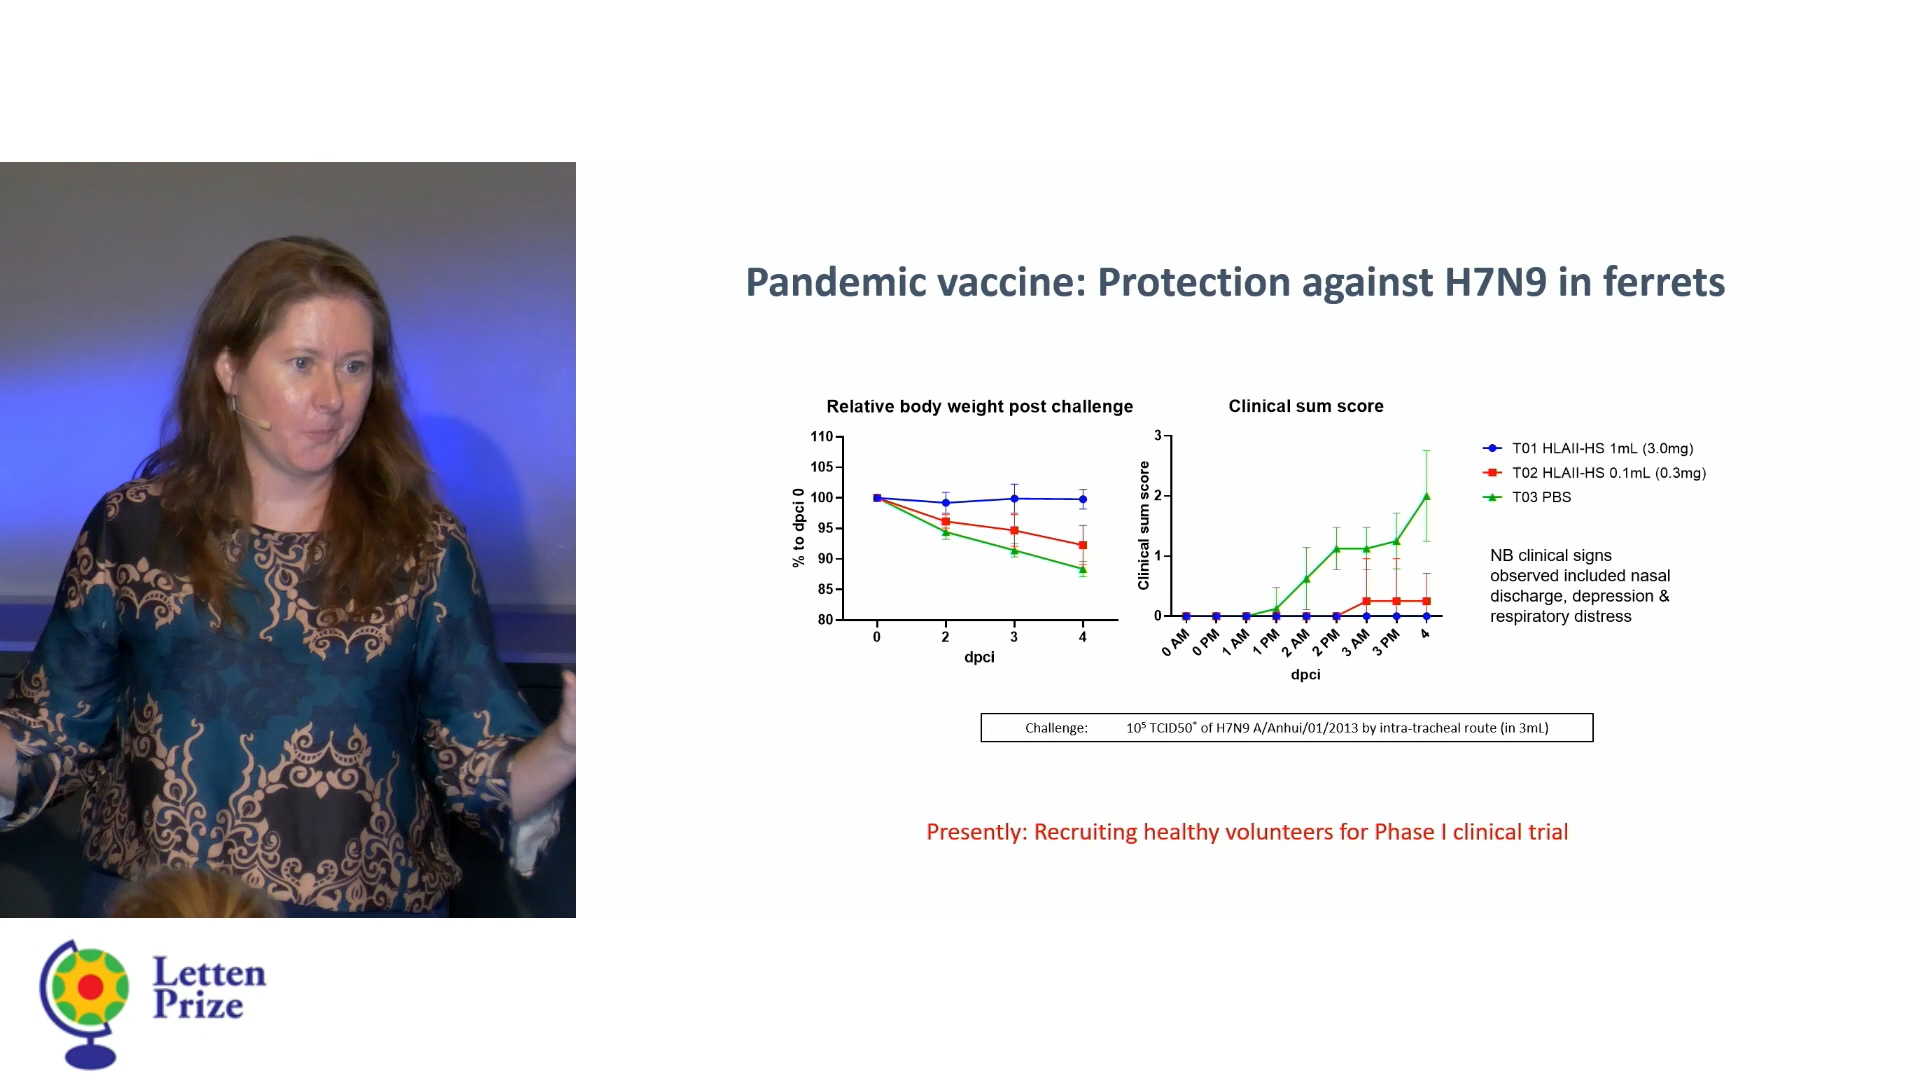 Pandemic vaccine: Protection against H7N9 in ferrets
Relative body weight post challenge
110
105
100
95
90
85
80
% to dpci 0
0
2
3
4
dpci
Clinical sum score
3
2
1
0
Clinical sum score
0 AM
0 PM
1 AM
1 PM
2 AM
2 PM
3 AM
3 PM
4
dpci
T01 HLAII-HS 1mL (3.0mg)
T02 HLAII-HS 0.1mL (0.3mg)
T03 PBS
NB clinical signs
observed included nasal
discharge, depression &
respiratory distress
Challenge: 10⁵ TCID50* of H7N9 A/Anhui/01/2013 by intra-tracheal route (in 3mL)
Presently: Recruiting healthy volunteers for Phase I clinical trial
Letten
Prize